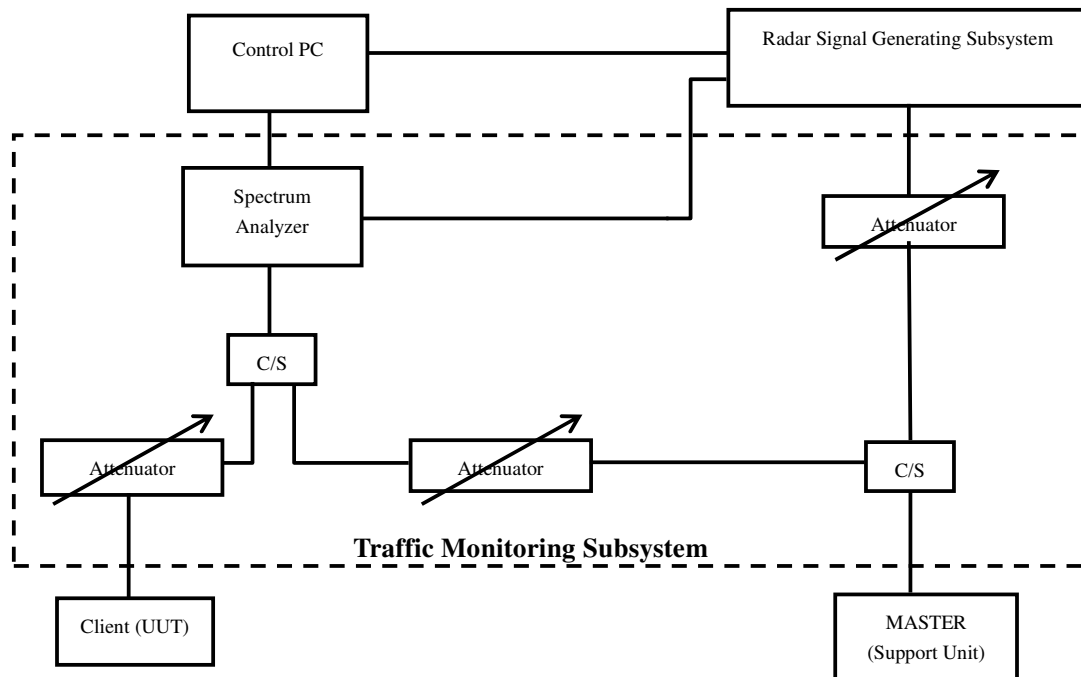 Control PC
Radar Signal Generating Subsystem
Spectrum
Analyzer
Attenuator
C/S
Attenuator
Attenuator
C/S
Traffic Monitoring Subsystem
Client (UUT)
MASTER
(Support Unit)